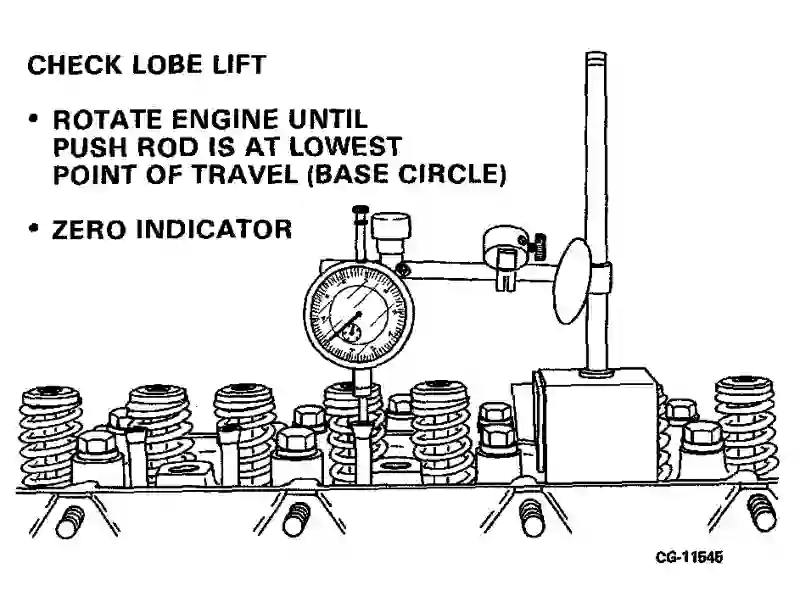 CHECK LOBE LIFT
• ROTATE ENGINE UNTIL
PUSH ROD IS AT LOWEST
POINT OF TRAVEL (BASE CIRCLE)
• ZERO INDICATOR
CG-11545